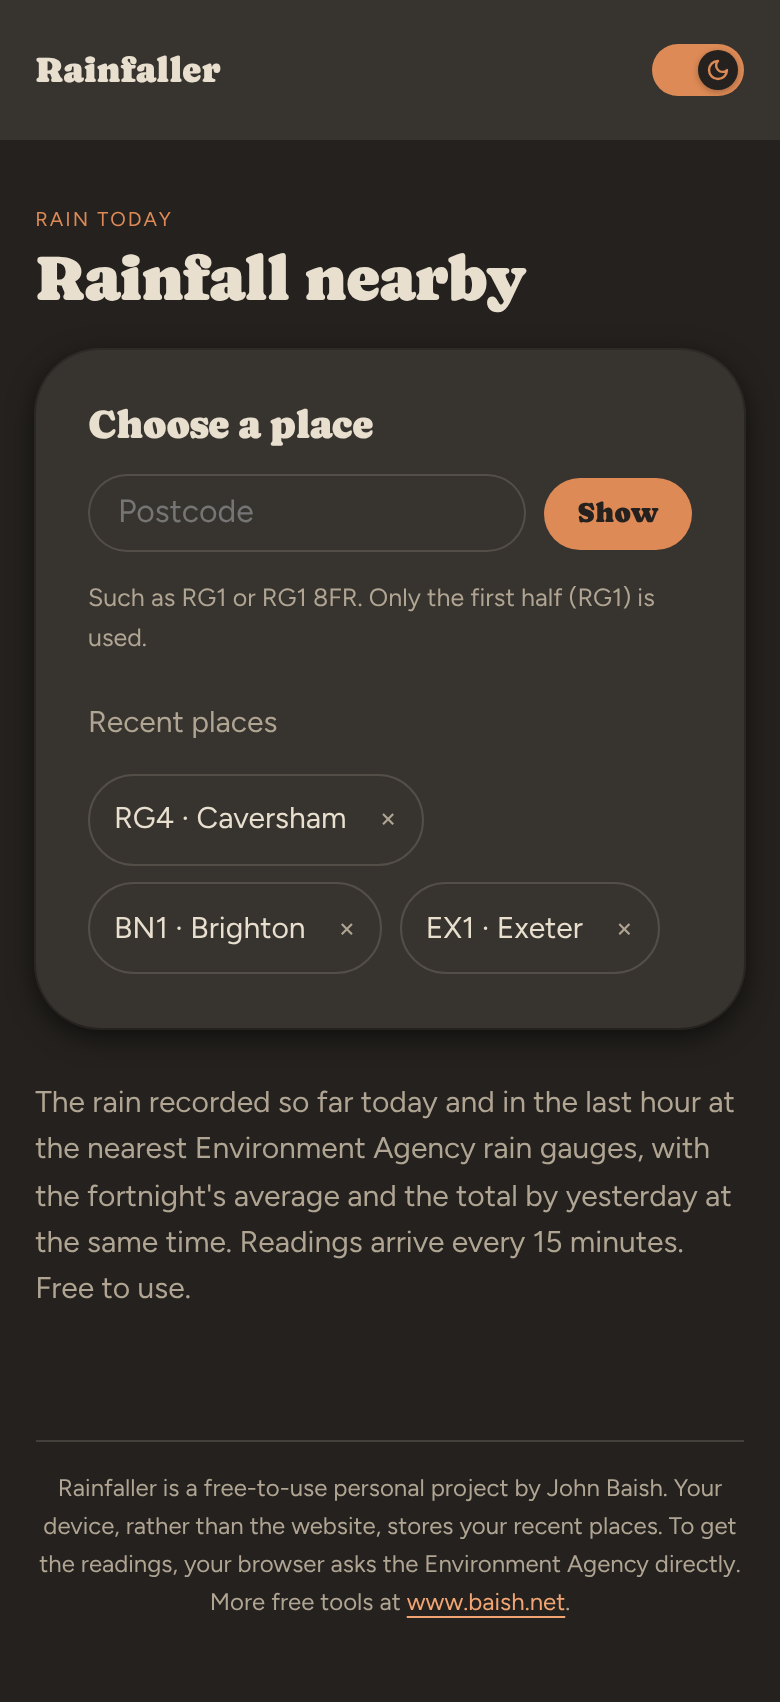 Rainfaller
RAIN TODAY
Rainfall nearby
Choose a place
Postcode
Show
Such as RG1 or RG1 8FR. Only the first half (RG1) is
used.
Recent places
RG4 · Caversham ×
BN1 · Brighton ×
EX1 · Exeter ×
The rain recorded so far today and in the last hour at
the nearest Environment Agency rain gauges, with
the fortnight's average and the total by yesterday at
the same time. Readings arrive every 15 minutes.
Free to use.
Rainfaller is a free-to-use personal project by John Baish. Your
device, rather than the website, stores your recent places. To get
the readings, your browser asks the Environment Agency directly.
More free tools at www.baish.net.